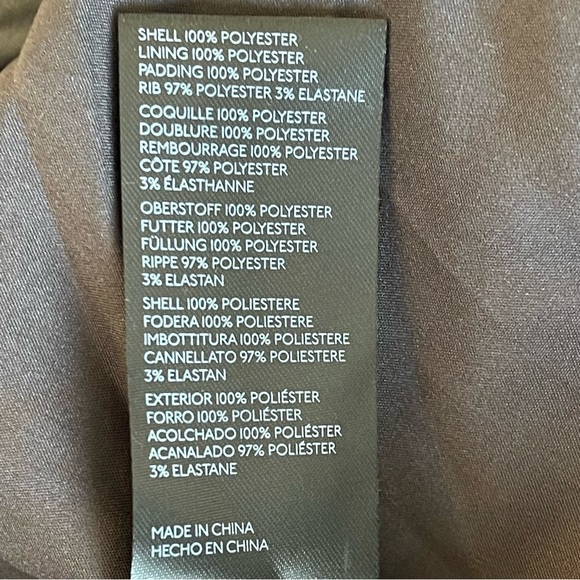 SHELL 100% POLYESTER
LINING 100% POLYESTER
PADDING 100% POLYESTER
RIB 97% POLYESTER 3% ELASTANE
COQUILLE 100% POLYESTER
DOUBLURE 100% POLYESTER
REMBOURRAGE 100% POLYESTER
CÔTE 97% POLYESTER
3% ÉLASTHANNE
OBERSTOFF 100% POLYESTER
FUTTER 100% POLYESTER
FÜLLUNG 100% POLYESTER
RIPPE 97% POLYESTER
3% ELASTAN
SHELL 100% POLIESTERE
FODERA 100% POLIESTERE
IMBOTTITURA 100% POLIESTERE
CANNELLATO 97% POLIESTERE
3% ELASTAN
EXTERIOR 100% POLIÉSTER
FORRO 100% POLIÉSTER
ACOLCHADO 100% POLIÉSTER
ACANALADO 97% POLIÉSTER
3% ELASTANE
MADE IN CHINA
HECHO EN CHINA